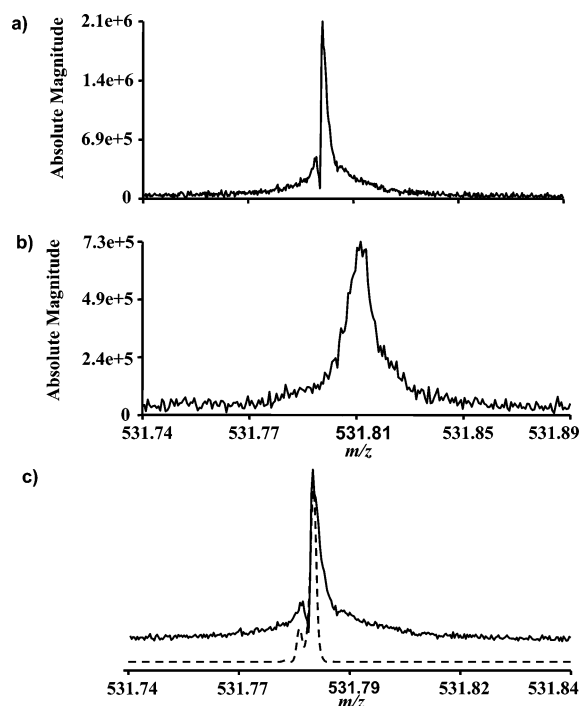 a)
2.1e+6
1.4e+6
6.9e+5
0
Absolute Magnitude
b)
7.3e+5
4.9e+5
2.4e+5
0
Absolute Magnitude
531.74 531.77 531.81 531.85 531.89
m/z
c)
531.74 531.77 531.79 531.82 531.84
m/z